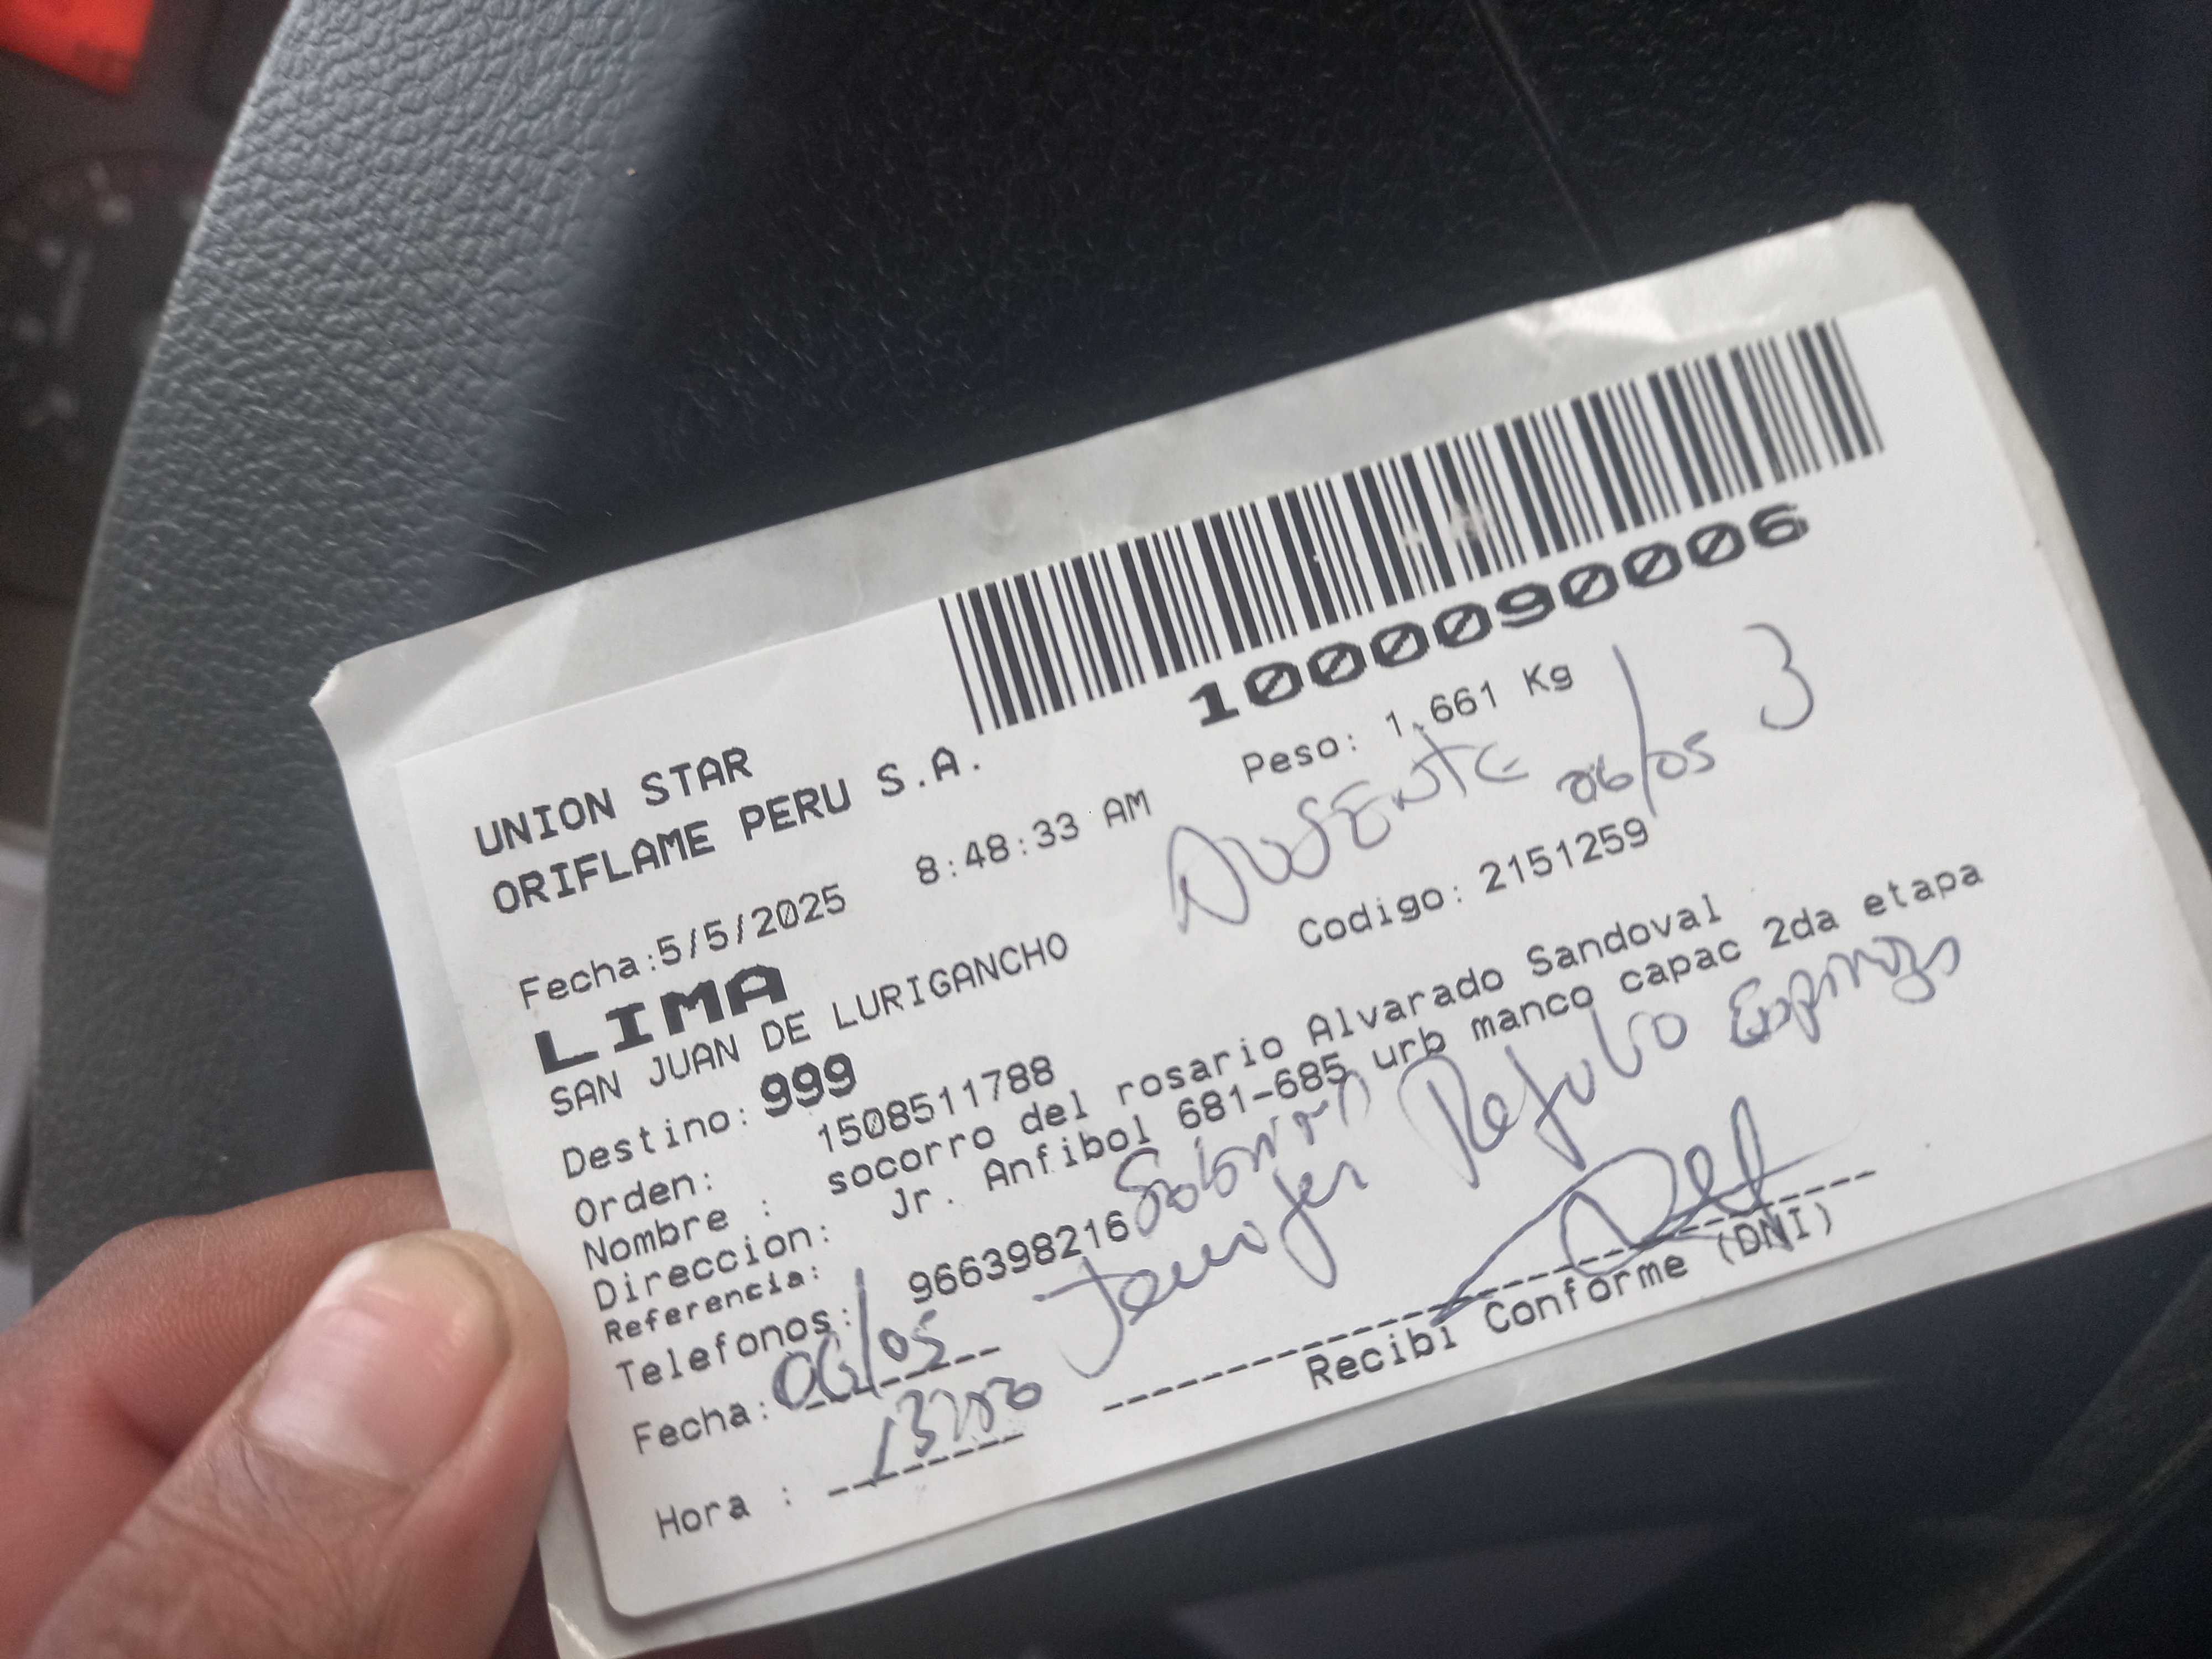 1000090006
UNION STAR
ORIFLAME PERU S.A.
Peso: 1.661 Kg
Fecha:5/5/2025 8:48:33 AM
AUSENTE 06/05 3
LIMA
SAN JUAN DE LURIGANCHO
Codigo: 2151259
Destino: 999
Orden: 1508511788
Nombre : socorro del rosario Alvarado Sandoval
Direccion: Jr. Anfibol 681-685 urb manco capac 2da etapa
Referencia:
Telefonos: 966398216
Fecha: 06/05
Hora :
Recibi Conforme (DNI)